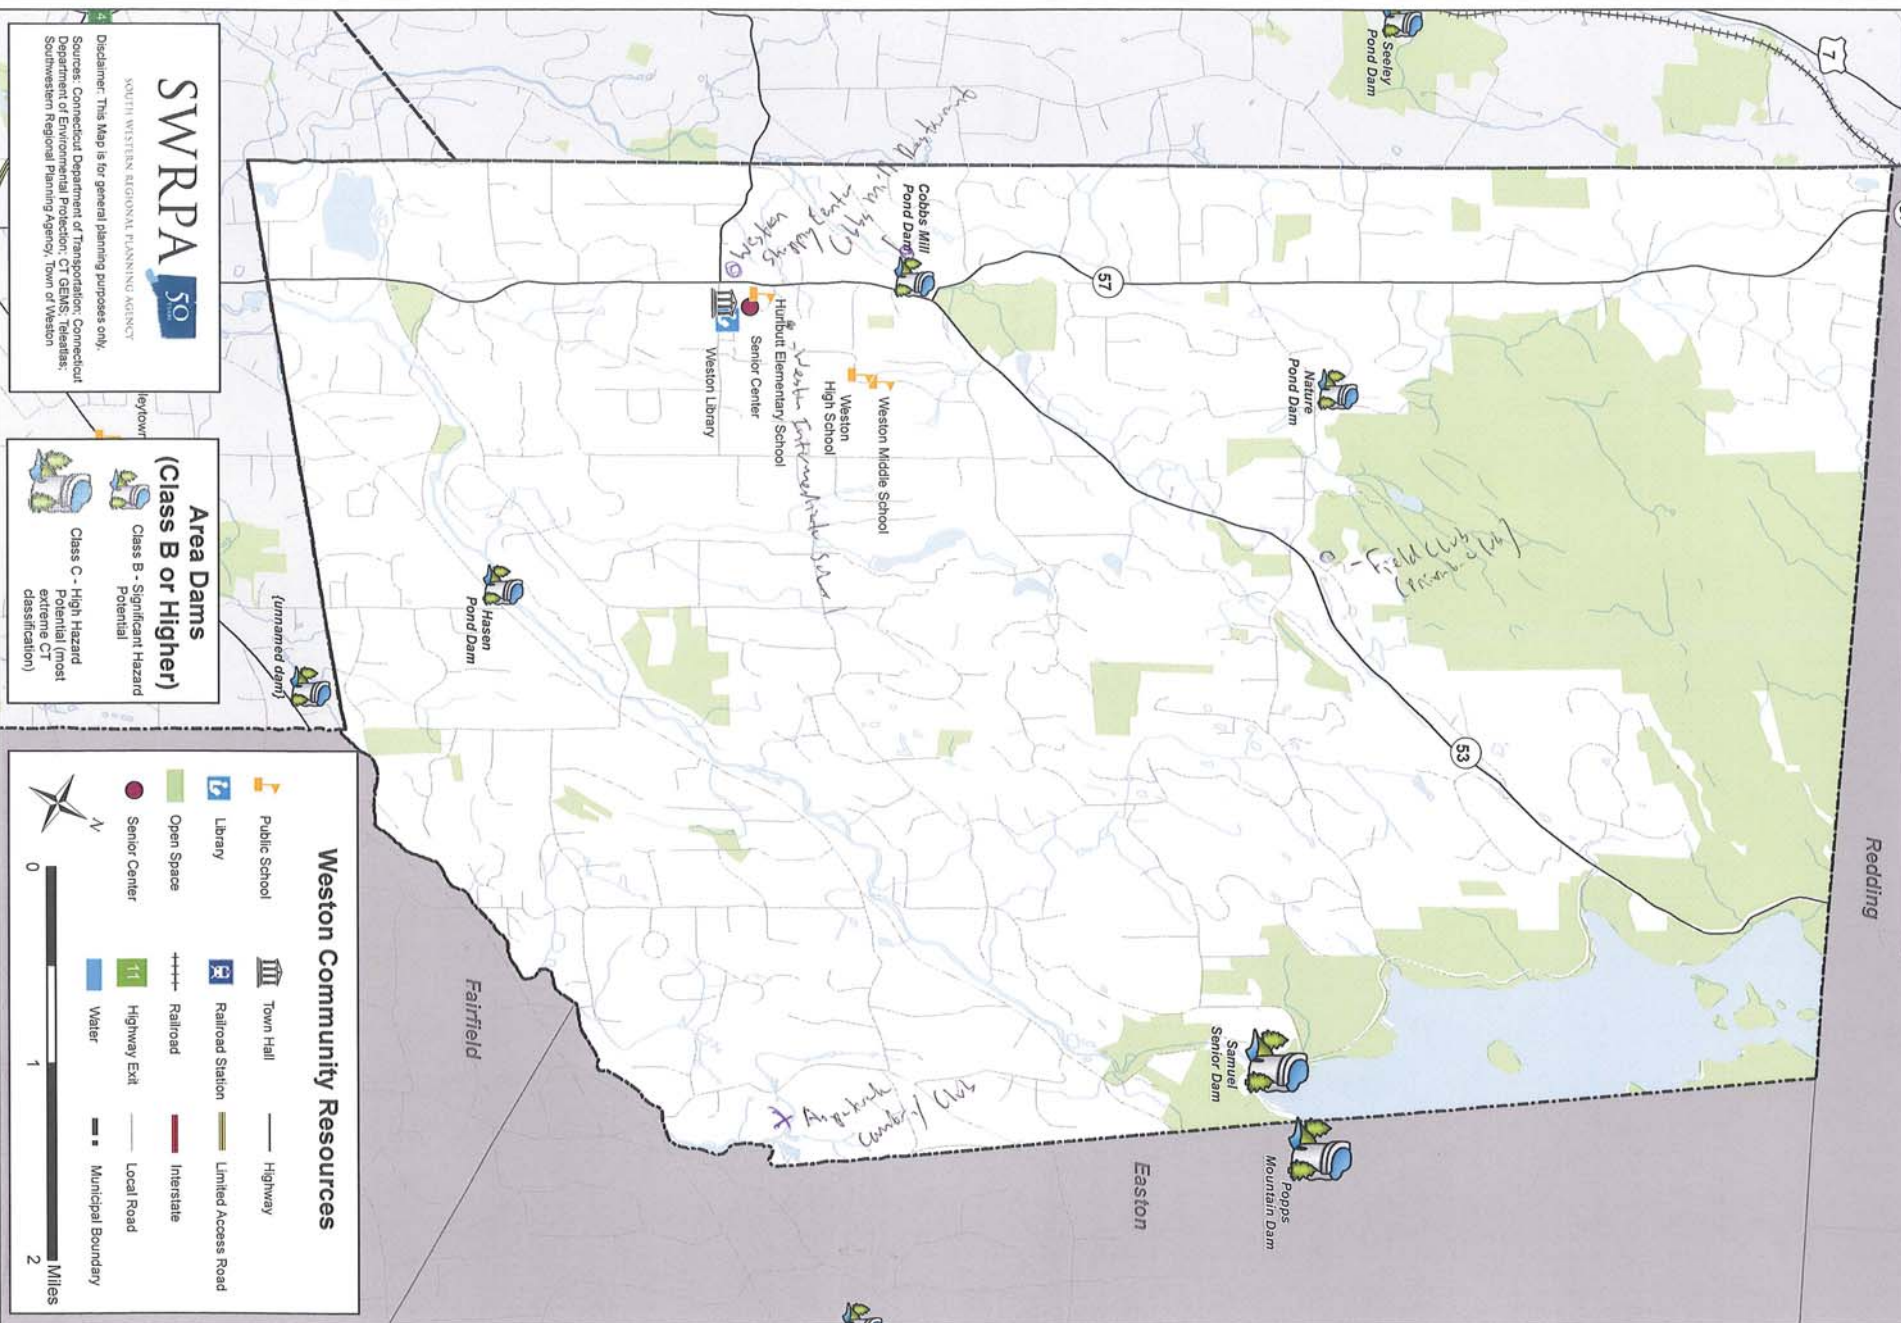 7
Seeley
Pond Dam
Redding
Cobbs Mill
Pond Dam
Cobbs Mill Restaurant
Weston
Shopping Center
57
Nature
Pond Dam
Hurlbutt Elementary School
- Weston Intermediate School
Senior Center
Weston Library
Weston
High School
Weston Middle School
- Field Club
(private club)
53
Hasen
Pond Dam
{unnamed dam}
Samuel
Senior Dam
Popps
Mountain Dam
Country Club
Easton
Fairfield
4
SWRPA
50
YEARS
SOUTH WESTERN REGIONAL PLANNING AGENCY
Disclaimer: This Map is for general planning purposes only.
Sources: Connecticut Department of Transportation; Connecticut
Department of Environmental Protection; CT GEMS; Teleatlas;
Southwestern Regional Planning Agency, Town of Weston
leytown
Area Dams
(Class B or Higher)
Class B - Significant Hazard
Potential
Class C - High Hazard
Potential (most
extreme CT
classification)
Weston Community Resources
Public School
Town Hall
Highway
Library
Railroad Station
Limited Access Road
Open Space
Railroad
Interstate
Senior Center
11
Highway Exit
Local Road
Water
Municipal Boundary
N
0
1
2
Miles